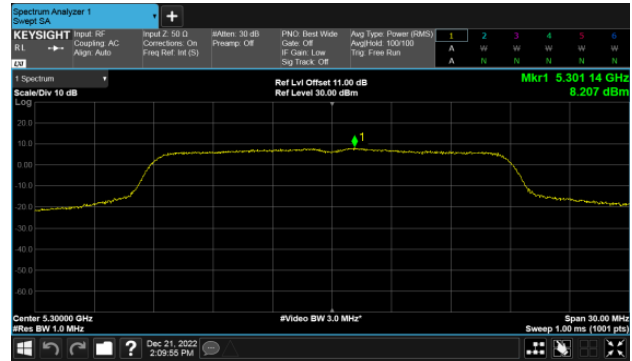 Spectrum Analyzer 1
Swept SA
+
KEYSIGHT
RL
LXI
Input: RF
Coupling: AC
Align: Auto
Input Z: 50 Ω
Corrections: On
Freq Ref: Int (S)
#Atten: 30 dB
Preamp: Off
PNO: Best Wide
Gate: Off
IF Gain: Low
Sig Track: Off
Avg Type: Power (RMS)
Avg|Hold: 100/100
Trig: Free Run
1 2 3 4 5 6
A W W W W W
A N N N N N
1 Spectrum
Scale/Div 10 dB
Log
Ref Lvl Offset 11.00 dB
Ref Level 30.00 dBm
Mkr1 5.301 14 GHz
8.207 dBm
1
20.0
10.0
0.00
-10.0
-20.0
-30.0
-40.0
-50.0
-60.0
Center 5.30000 GHz
#Res BW 1.0 MHz
#Video BW 3.0 MHz*
Span 30.00 MHz
Sweep 1.00 ms (1001 pts)
?
Dec 21, 2022
2:09:55 PM